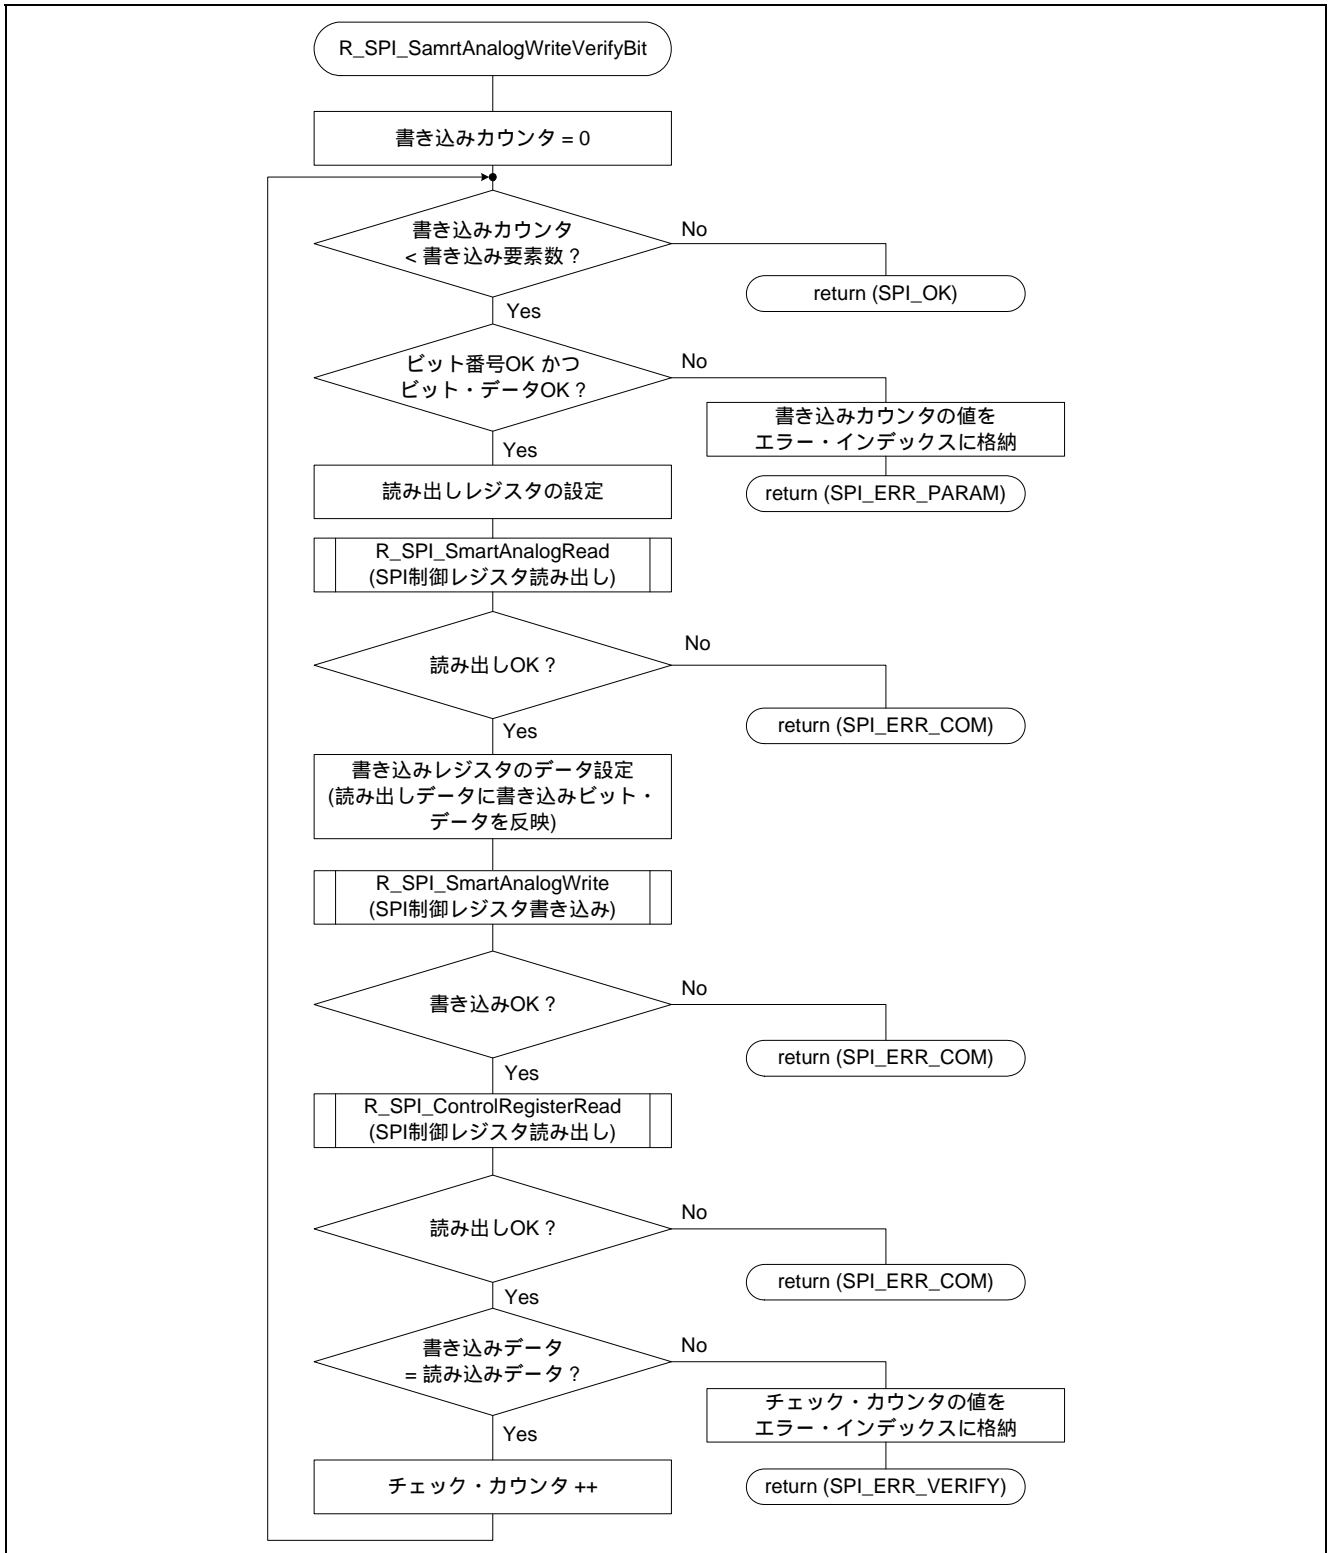 R_SPI_SamrtAnalogWriteVerifyBit
書き込みカウンタ = 0
書き込みカウンタ
< 書き込み要素数 ?
No
return (SPI_OK)
Yes
ビット番号OK かつ
ビット・データOK ?
No
書き込みカウンタの値を
エラー・インデックスに格納
return (SPI_ERR_PARAM)
Yes
読み出しレジスタの設定
R_SPI_SmartAnalogRead
(SPI制御レジスタ読み出し)
読み出しOK ?
No
return (SPI_ERR_COM)
Yes
書き込みレジスタのデータ設定
(読み出しデータに書き込みビット・
データを反映)
R_SPI_SmartAnalogWrite
(SPI制御レジスタ書き込み)
書き込みOK ?
No
return (SPI_ERR_COM)
Yes
R_SPI_ControlRegisterRead
(SPI制御レジスタ読み出し)
読み出しOK ?
No
return (SPI_ERR_COM)
Yes
書き込みデータ
= 読み込みデータ ?
No
チェック・カウンタの値を
エラー・インデックスに格納
return (SPI_ERR_VERIFY)
Yes
チェック・カウンタ ++